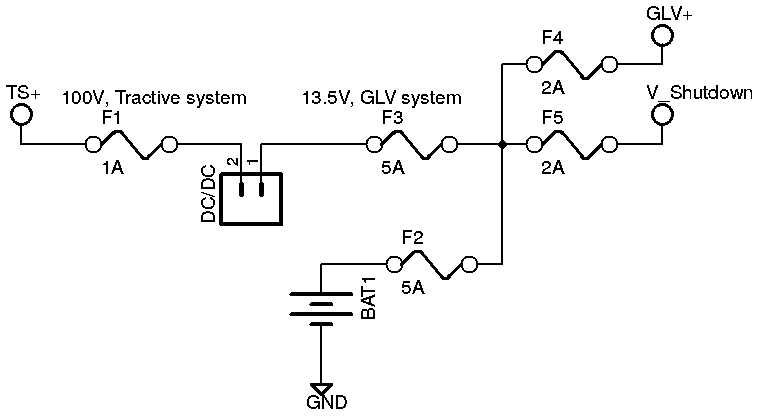 GLV+
F4
2A
TS+
100V, Tractive system
13.5V, GLV system
V_Shutdown
F1
1A
F3
5A
F5
2A
2
1
DC/DC
F2
5A
BAT1
GND